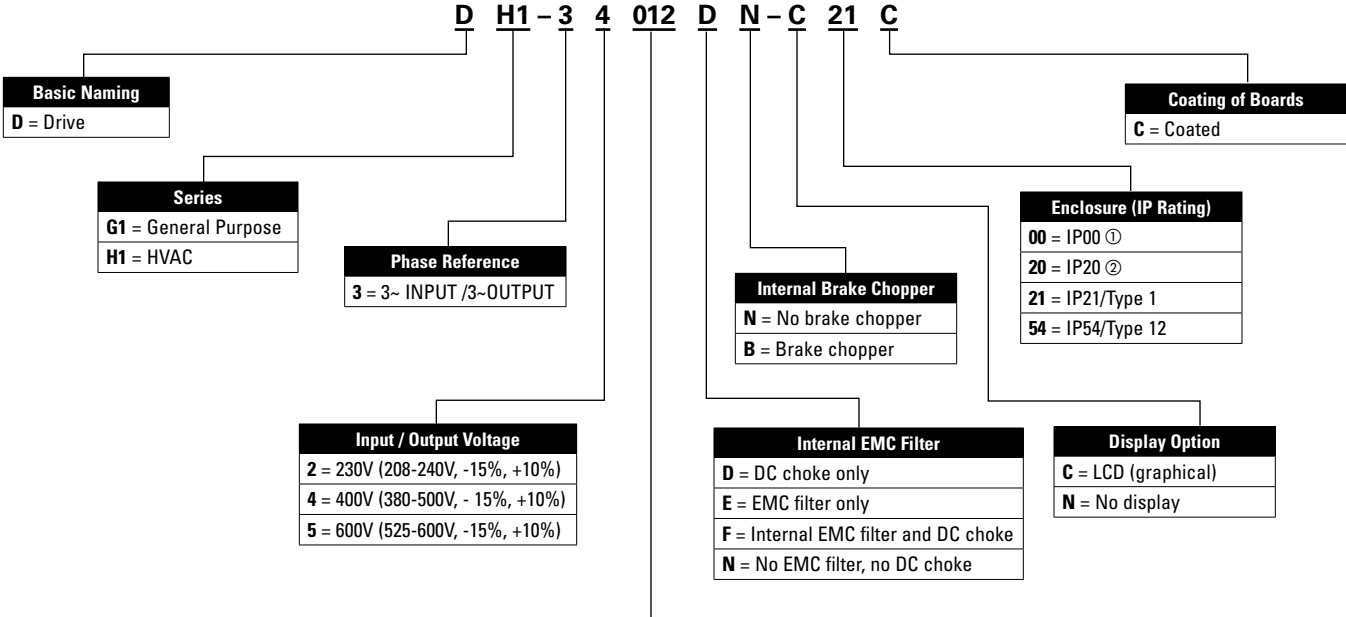 D H1 – 3 4 012 D N – C 21 C
Basic Naming
D = Drive
Series
G1 = General Purpose
H1 = HVAC
Phase Reference
3 = 3~ INPUT /3~OUTPUT
Input / Output Voltage
2 = 230V (208-240V, -15%, +10%)
4 = 400V (380-500V, - 15%, +10%)
5 = 600V (525-600V, -15%, +10%)
Internal Brake Chopper
N = No brake chopper
B = Brake chopper
Internal EMC Filter
D = DC choke only
E = EMC filter only
F = Internal EMC filter and DC choke
N = No EMC filter, no DC choke
Coating of Boards
C = Coated
Enclosure (IP Rating)
00 = IP00 ①
20 = IP20 ②
21 = IP21/Type 1
54 = IP54/Type 12
Display Option
C = LCD (graphical)
N = No display